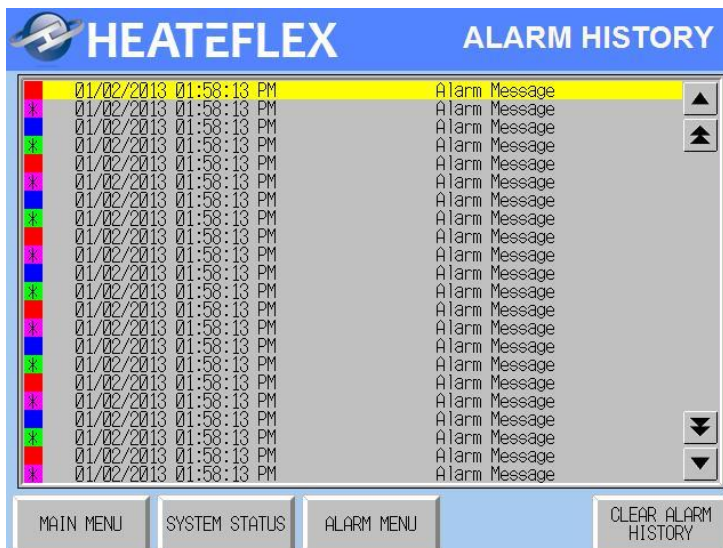 HEATEFLEX ALARM HISTORY
01/02/2013 01:58:13 PM Alarm Message
* 01/02/2013 01:58:13 PM Alarm Message
01/02/2013 01:58:13 PM Alarm Message
* 01/02/2013 01:58:13 PM Alarm Message
01/02/2013 01:58:13 PM Alarm Message
* 01/02/2013 01:58:13 PM Alarm Message
01/02/2013 01:58:13 PM Alarm Message
* 01/02/2013 01:58:13 PM Alarm Message
01/02/2013 01:58:13 PM Alarm Message
* 01/02/2013 01:58:13 PM Alarm Message
01/02/2013 01:58:13 PM Alarm Message
* 01/02/2013 01:58:13 PM Alarm Message
01/02/2013 01:58:13 PM Alarm Message
* 01/02/2013 01:58:13 PM Alarm Message
01/02/2013 01:58:13 PM Alarm Message
* 01/02/2013 01:58:13 PM Alarm Message
01/02/2013 01:58:13 PM Alarm Message
* 01/02/2013 01:58:13 PM Alarm Message
01/02/2013 01:58:13 PM Alarm Message
* 01/02/2013 01:58:13 PM Alarm Message
01/02/2013 01:58:13 PM Alarm Message
* 01/02/2013 01:58:13 PM Alarm Message
MAIN MENU SYSTEM STATUS ALARM MENU CLEAR ALARM
HISTORY